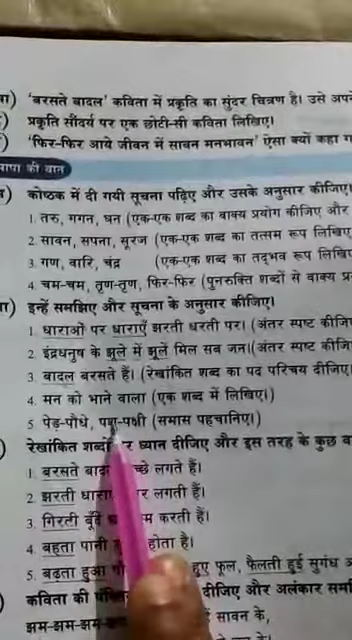 'बरसते बादल' कविता में प्रकृति का सुंदर चित्रण है। उसे अपने
प्रकृति सौंदर्य पर एक छोटी-सी कविता लिखिए।
'फिर-फिर आये जीवन में सावन मनभावन' ऐसा क्यों कहा
की बात
कोष्ठक में दी गयी सूचना पढ़िए और उसके अनुसार कीजिए।
1. तरु, गगन, घन (एक-एक शब्द का वाक्य प्रयोग कीजिए और
2. सावन, सपना, सूरज (एक-एक शब्द का तत्सम रूप लिखिए
3. गण, वारि, चंद्र (एक-एक शब्द का तद्भव रूप लिखिए
4. चम-चम, तृण-तृण, फिर-फिर (पुनरुक्ति शब्दों से वाक्य
इन्हें समझिए और सूचना के अनुसार कीजिए।
1. धाराओं पर धाराएँ झरती धरती पर। (अंतर स्पष्ट कीजिए
2. इंद्रधनुष के झूले में झूलें मिल सब जन। (अंतर स्पष्ट कीजिए
3. बादल बरसते हैं। (रेखांकित शब्द का पद परिचय दीजिए।
4. मन को भाने वाला (एक शब्द में लिखिए।)
5. पेड़-पौधे, पशु-पक्षी (समास पहचानिए।)
रेखांकित शब्दों पर ध्यान दीजिए और इस तरह के कुछ
1. बरसते लगते हैं।
2. झरती लगती हैं।
3. गिरती बूँदें करती हैं।
4. बहता पानी होता है।
5. बढ़ता हुआ हुए फूल, फैलती हुई सुगंध
कविता की दीजिए और अलंकार
झम-झम-झम सावन के,